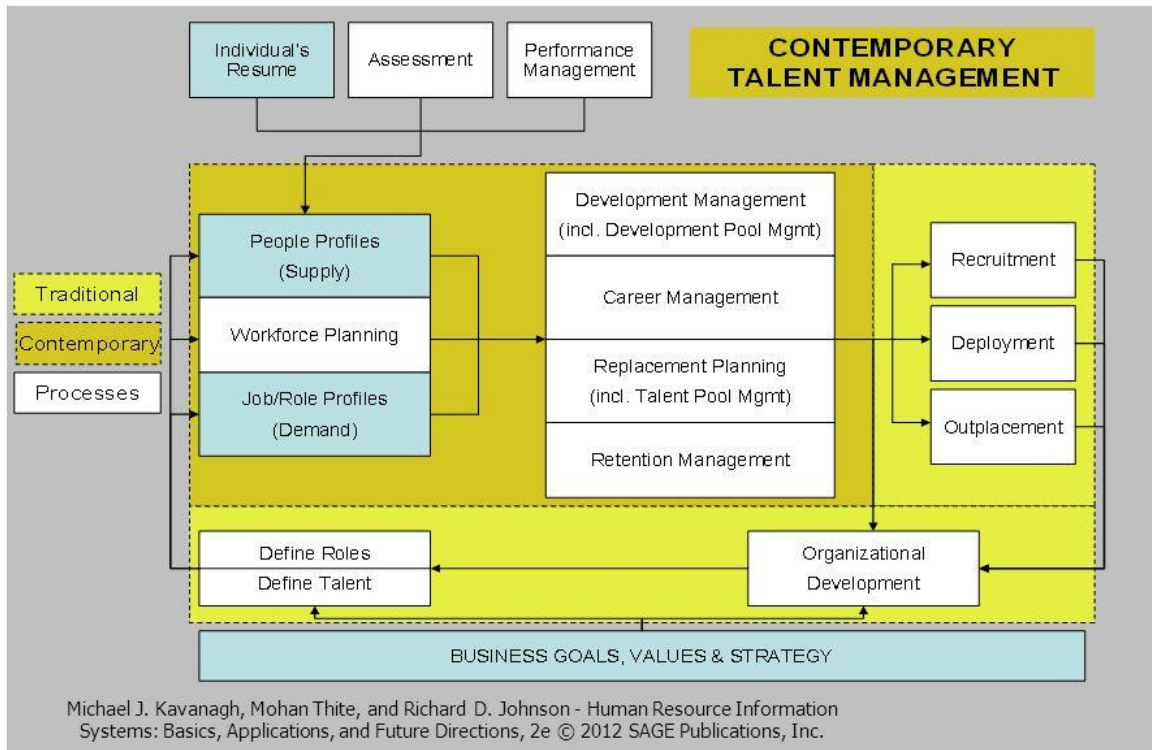 Individual's
Resume
Assessment
Performance
Management
CONTEMPORARY
TALENT MANAGEMENT
Development Management
(incl. Development Pool Mgmt)
People Profiles
(Supply)
Recruitment
Traditional
Career Management
Workforce Planning
Contemporary
Deployment
Replacement Planning
(incl. Talent Pool Mgmt)
Processes
Job/Role Profiles
(Demand)
Outplacement
Retention Management
Define Roles
Define Talent
Organizational
Development
BUSINESS GOALS, VALUES & STRATEGY
Michael J. Kavanagh, Mohan Thite, and Richard D. Johnson - Human Resource Information
Systems: Basics, Applications, and Future Directions, 2e © 2012 SAGE Publications, Inc.